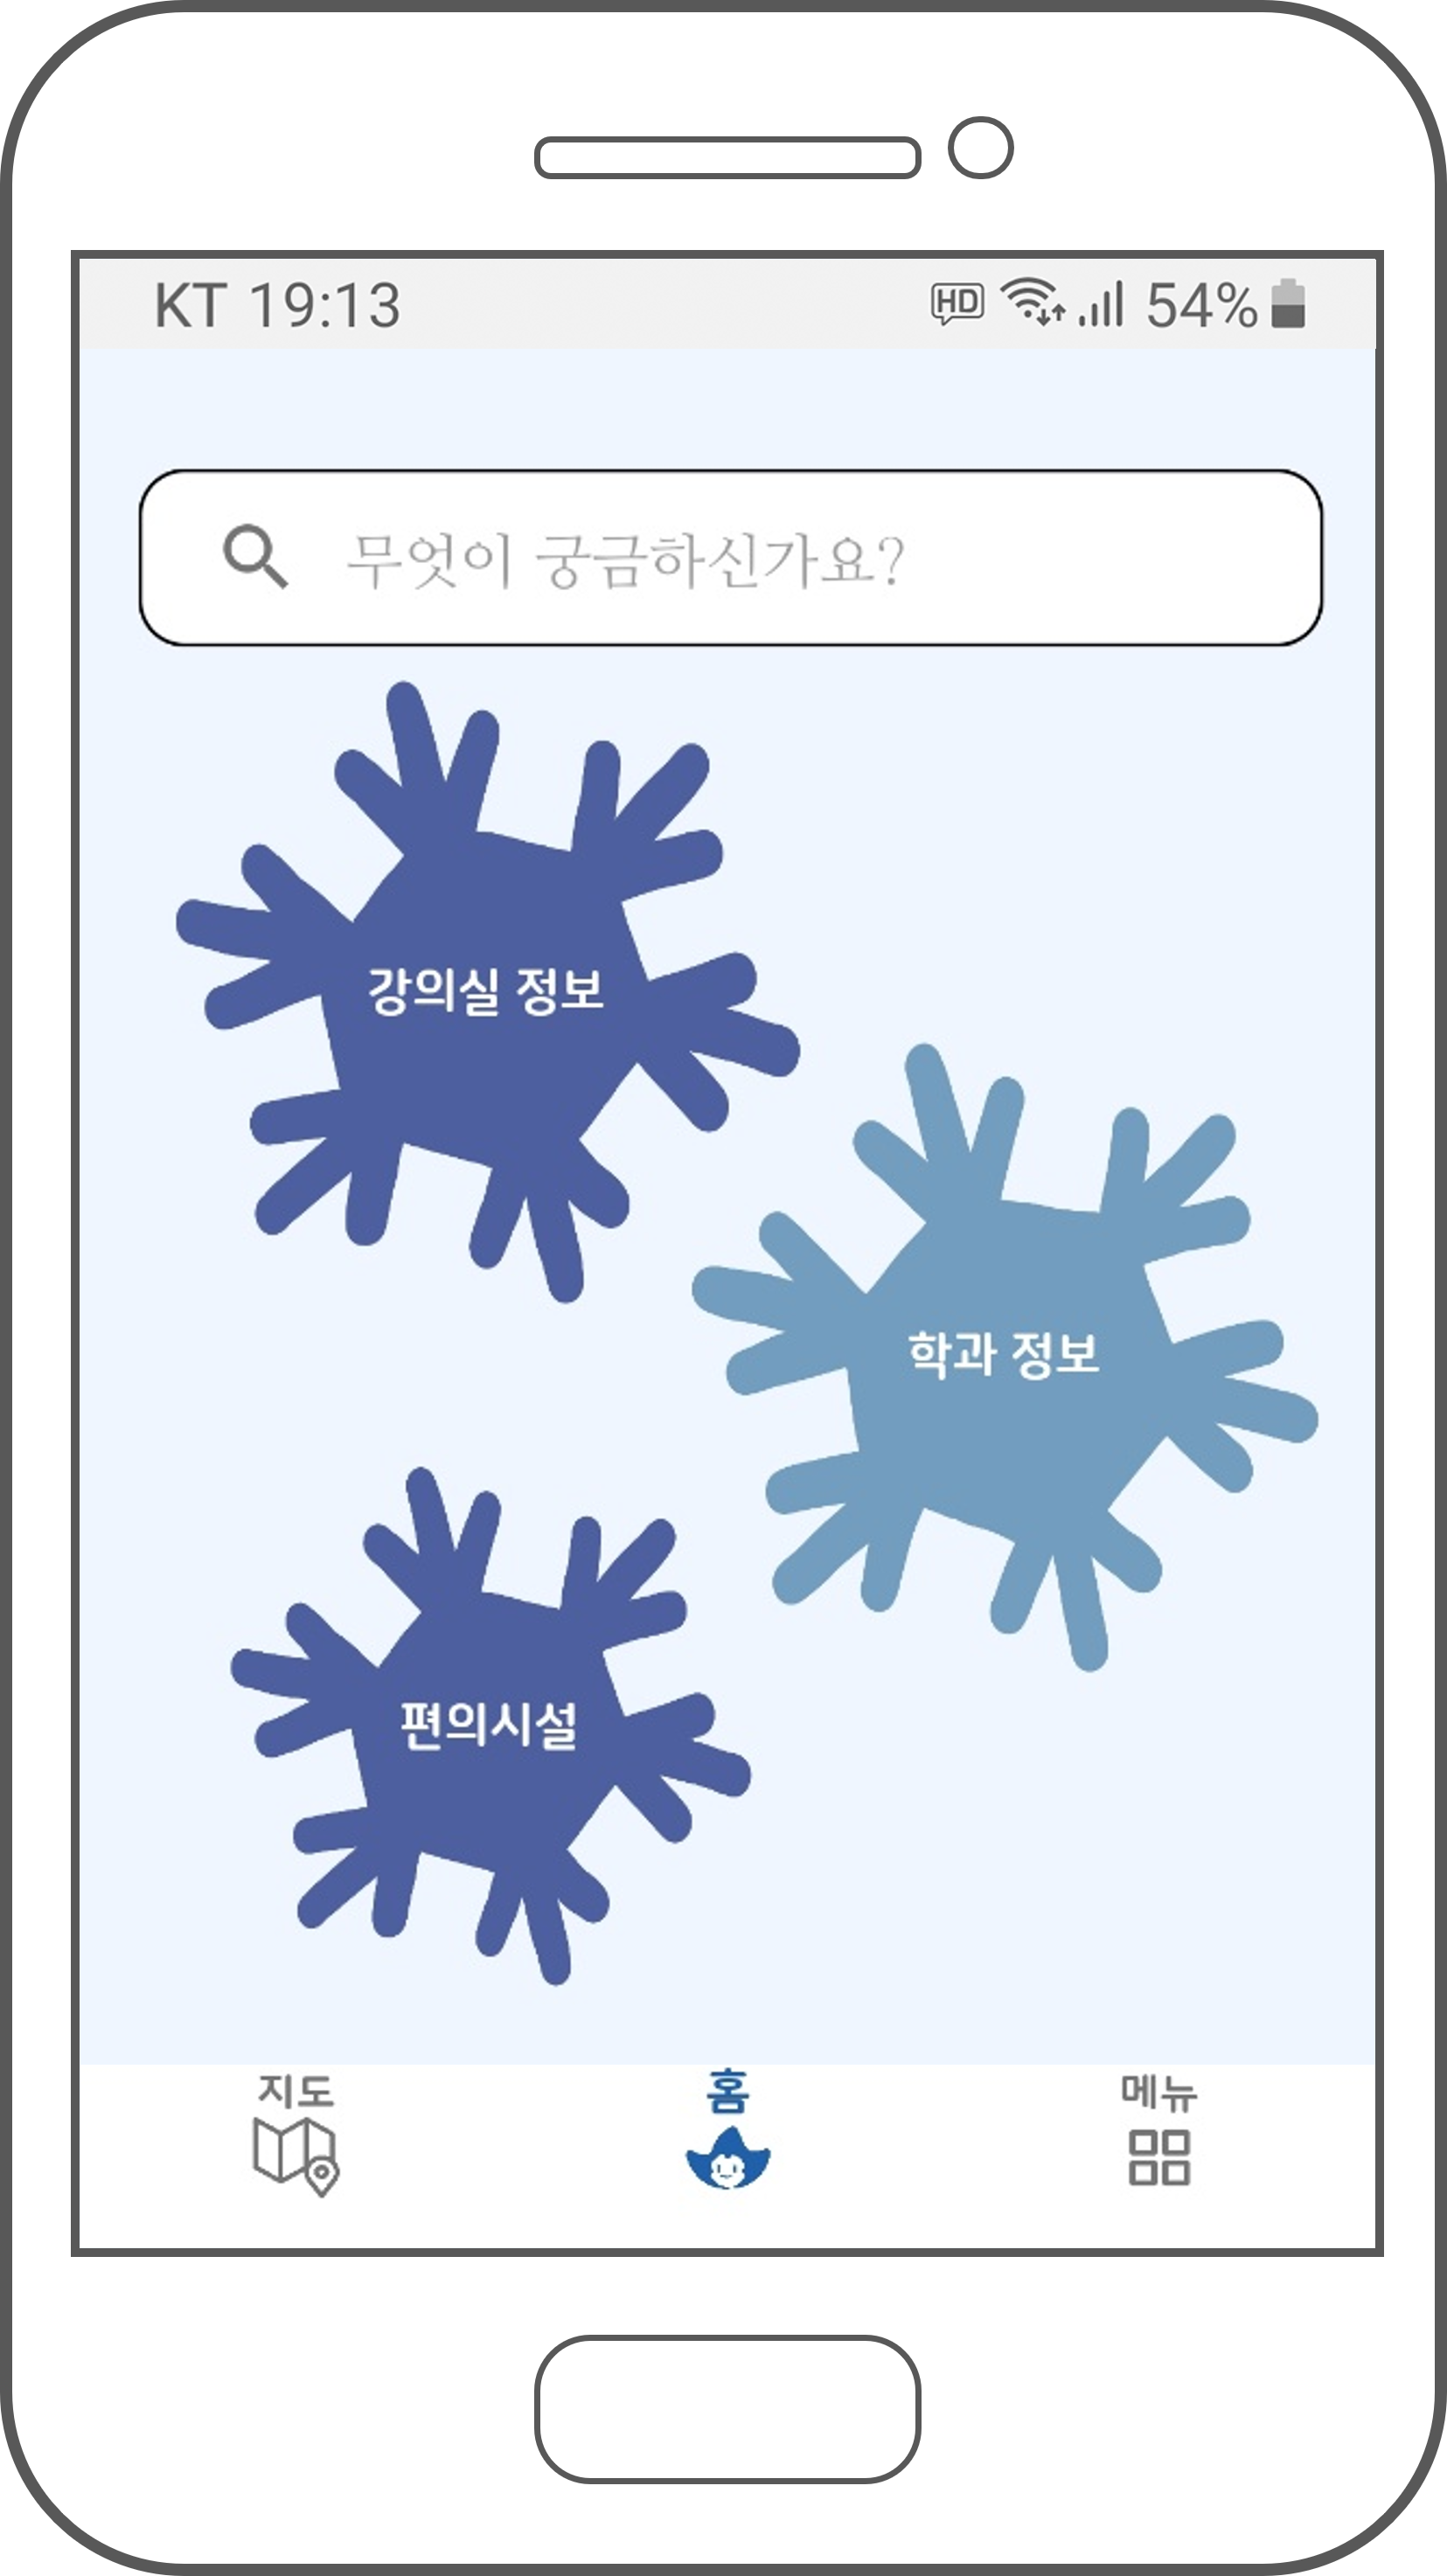 KT 19:13 HD 54%
무엇이 궁금하신가요?
강의실 정보
학과 정보
편의시설
지도 홈 메뉴